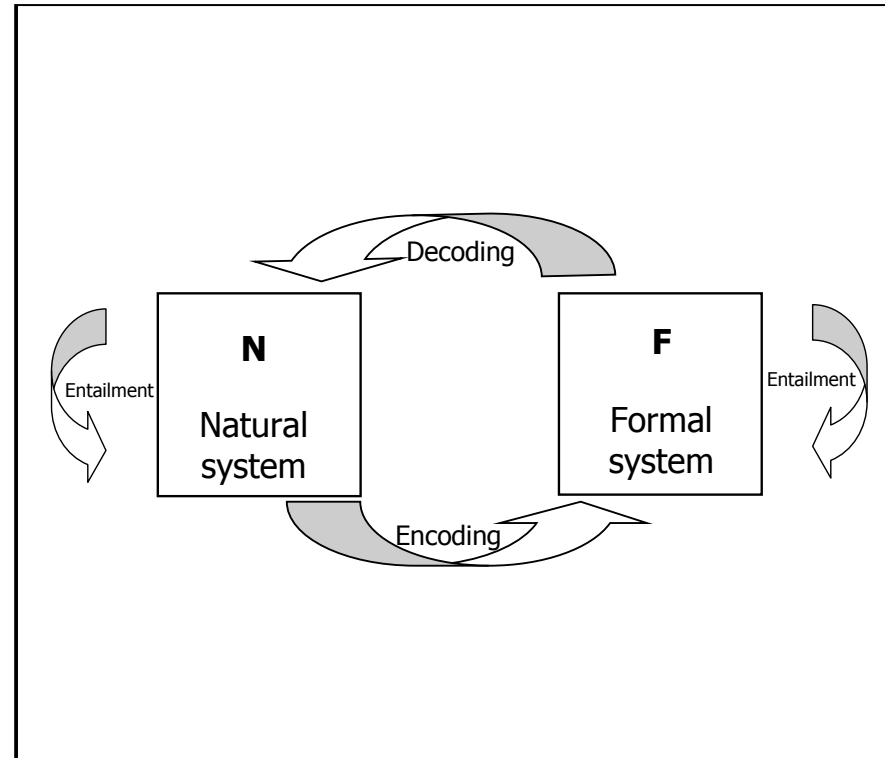 Decoding
N
Natural
system
F
Formal
system
Entailment
Entailment
Encoding